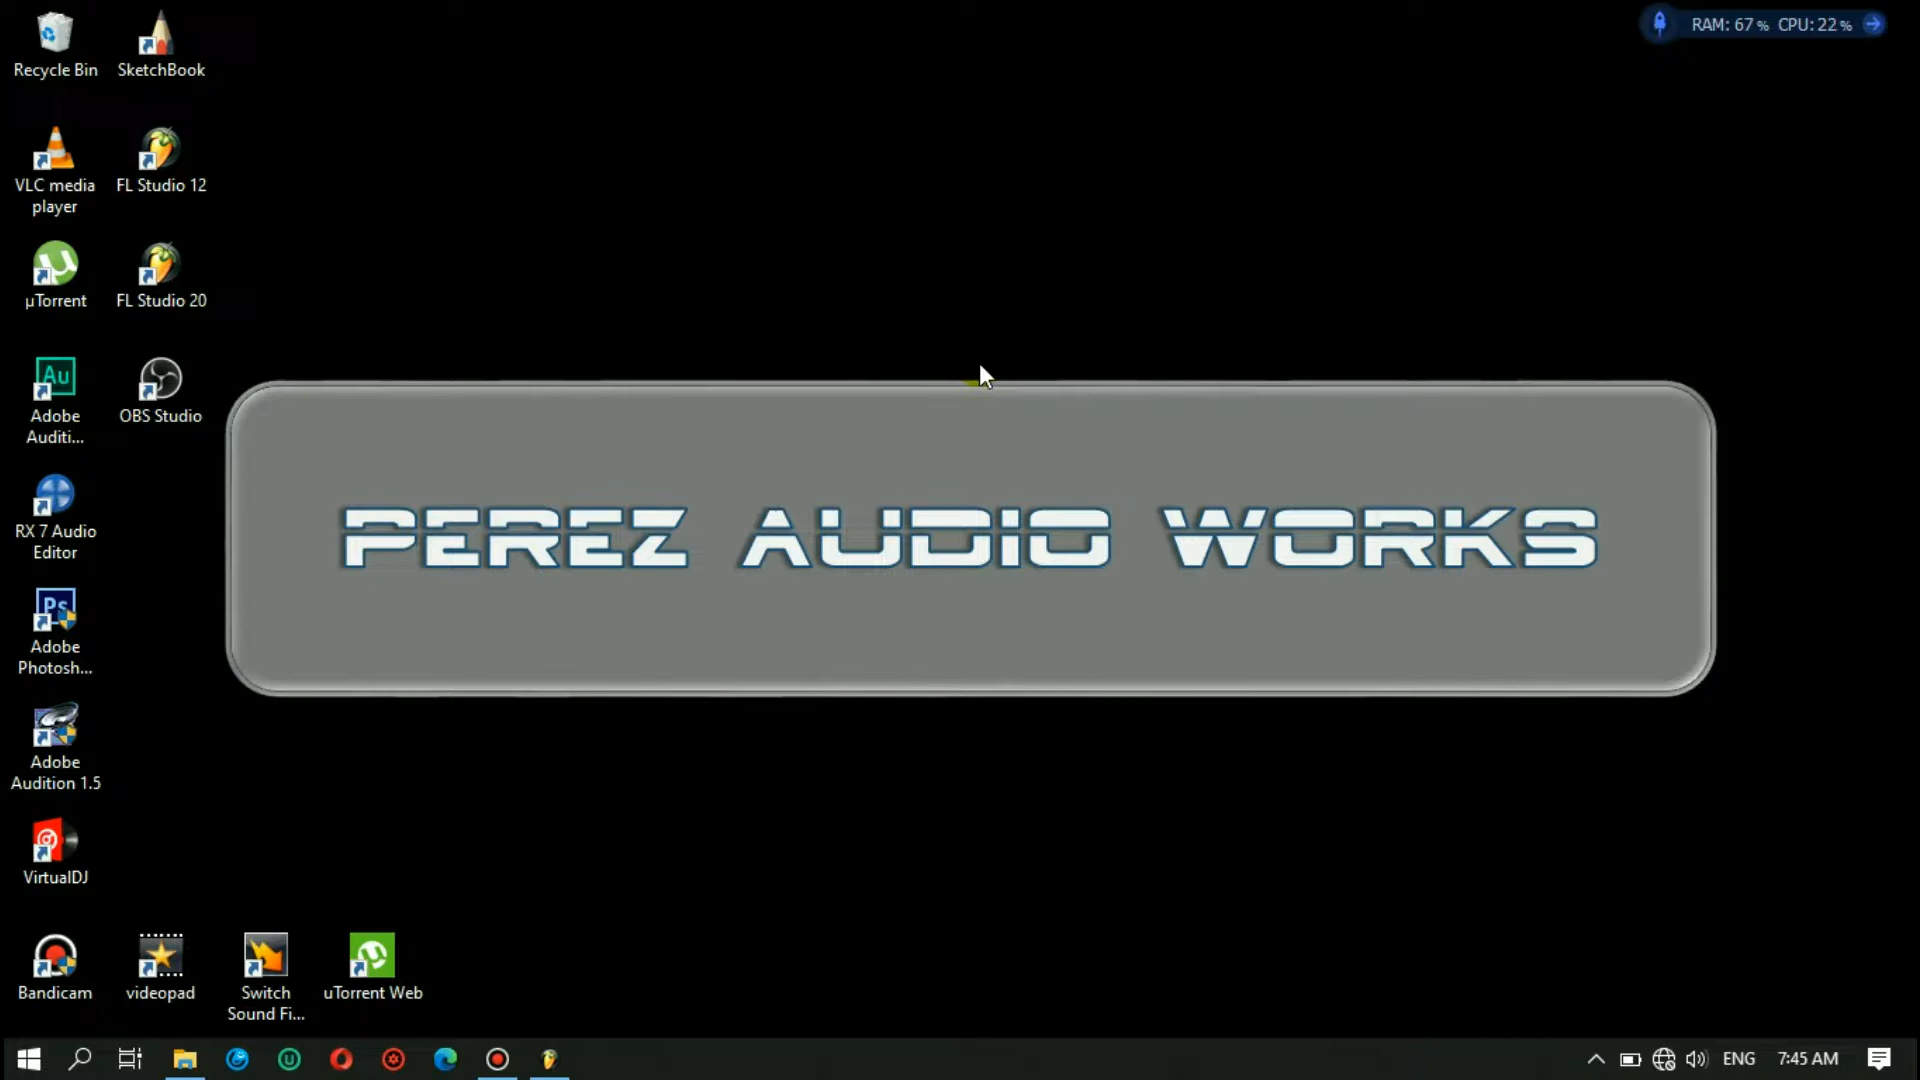 RAM: 67% CPU: 22%
Recycle Bin
SketchBook
VLC media
player
FL Studio 12
µTorrent
FL Studio 20
Au
Adobe
Auditi...
OBS Studio
RX 7 Audio
Editor
Ps
Adobe
Photosh...
Adobe
Audition 1.5
VirtualDJ
PEREZ AUDIO WORKS
Bandicam
videopad
Switch
Sound Fi...
uTorrent Web
ENG
7:45 AM